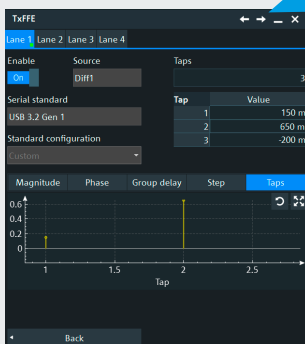 TxFFE
Lane 1 Lane 2 Lane 3 Lane 4
Enable Source Taps
On Diff1 3
Serial standard
USB 3.2 Gen 1
Tap Value
1 150 m
2 650 m
3 -200 m
Standard configuration
Custom
Magnitude Phase Group delay Step Taps
0.6
0.4
0.2
0
1 1.5 2 2.5
Tap
Back